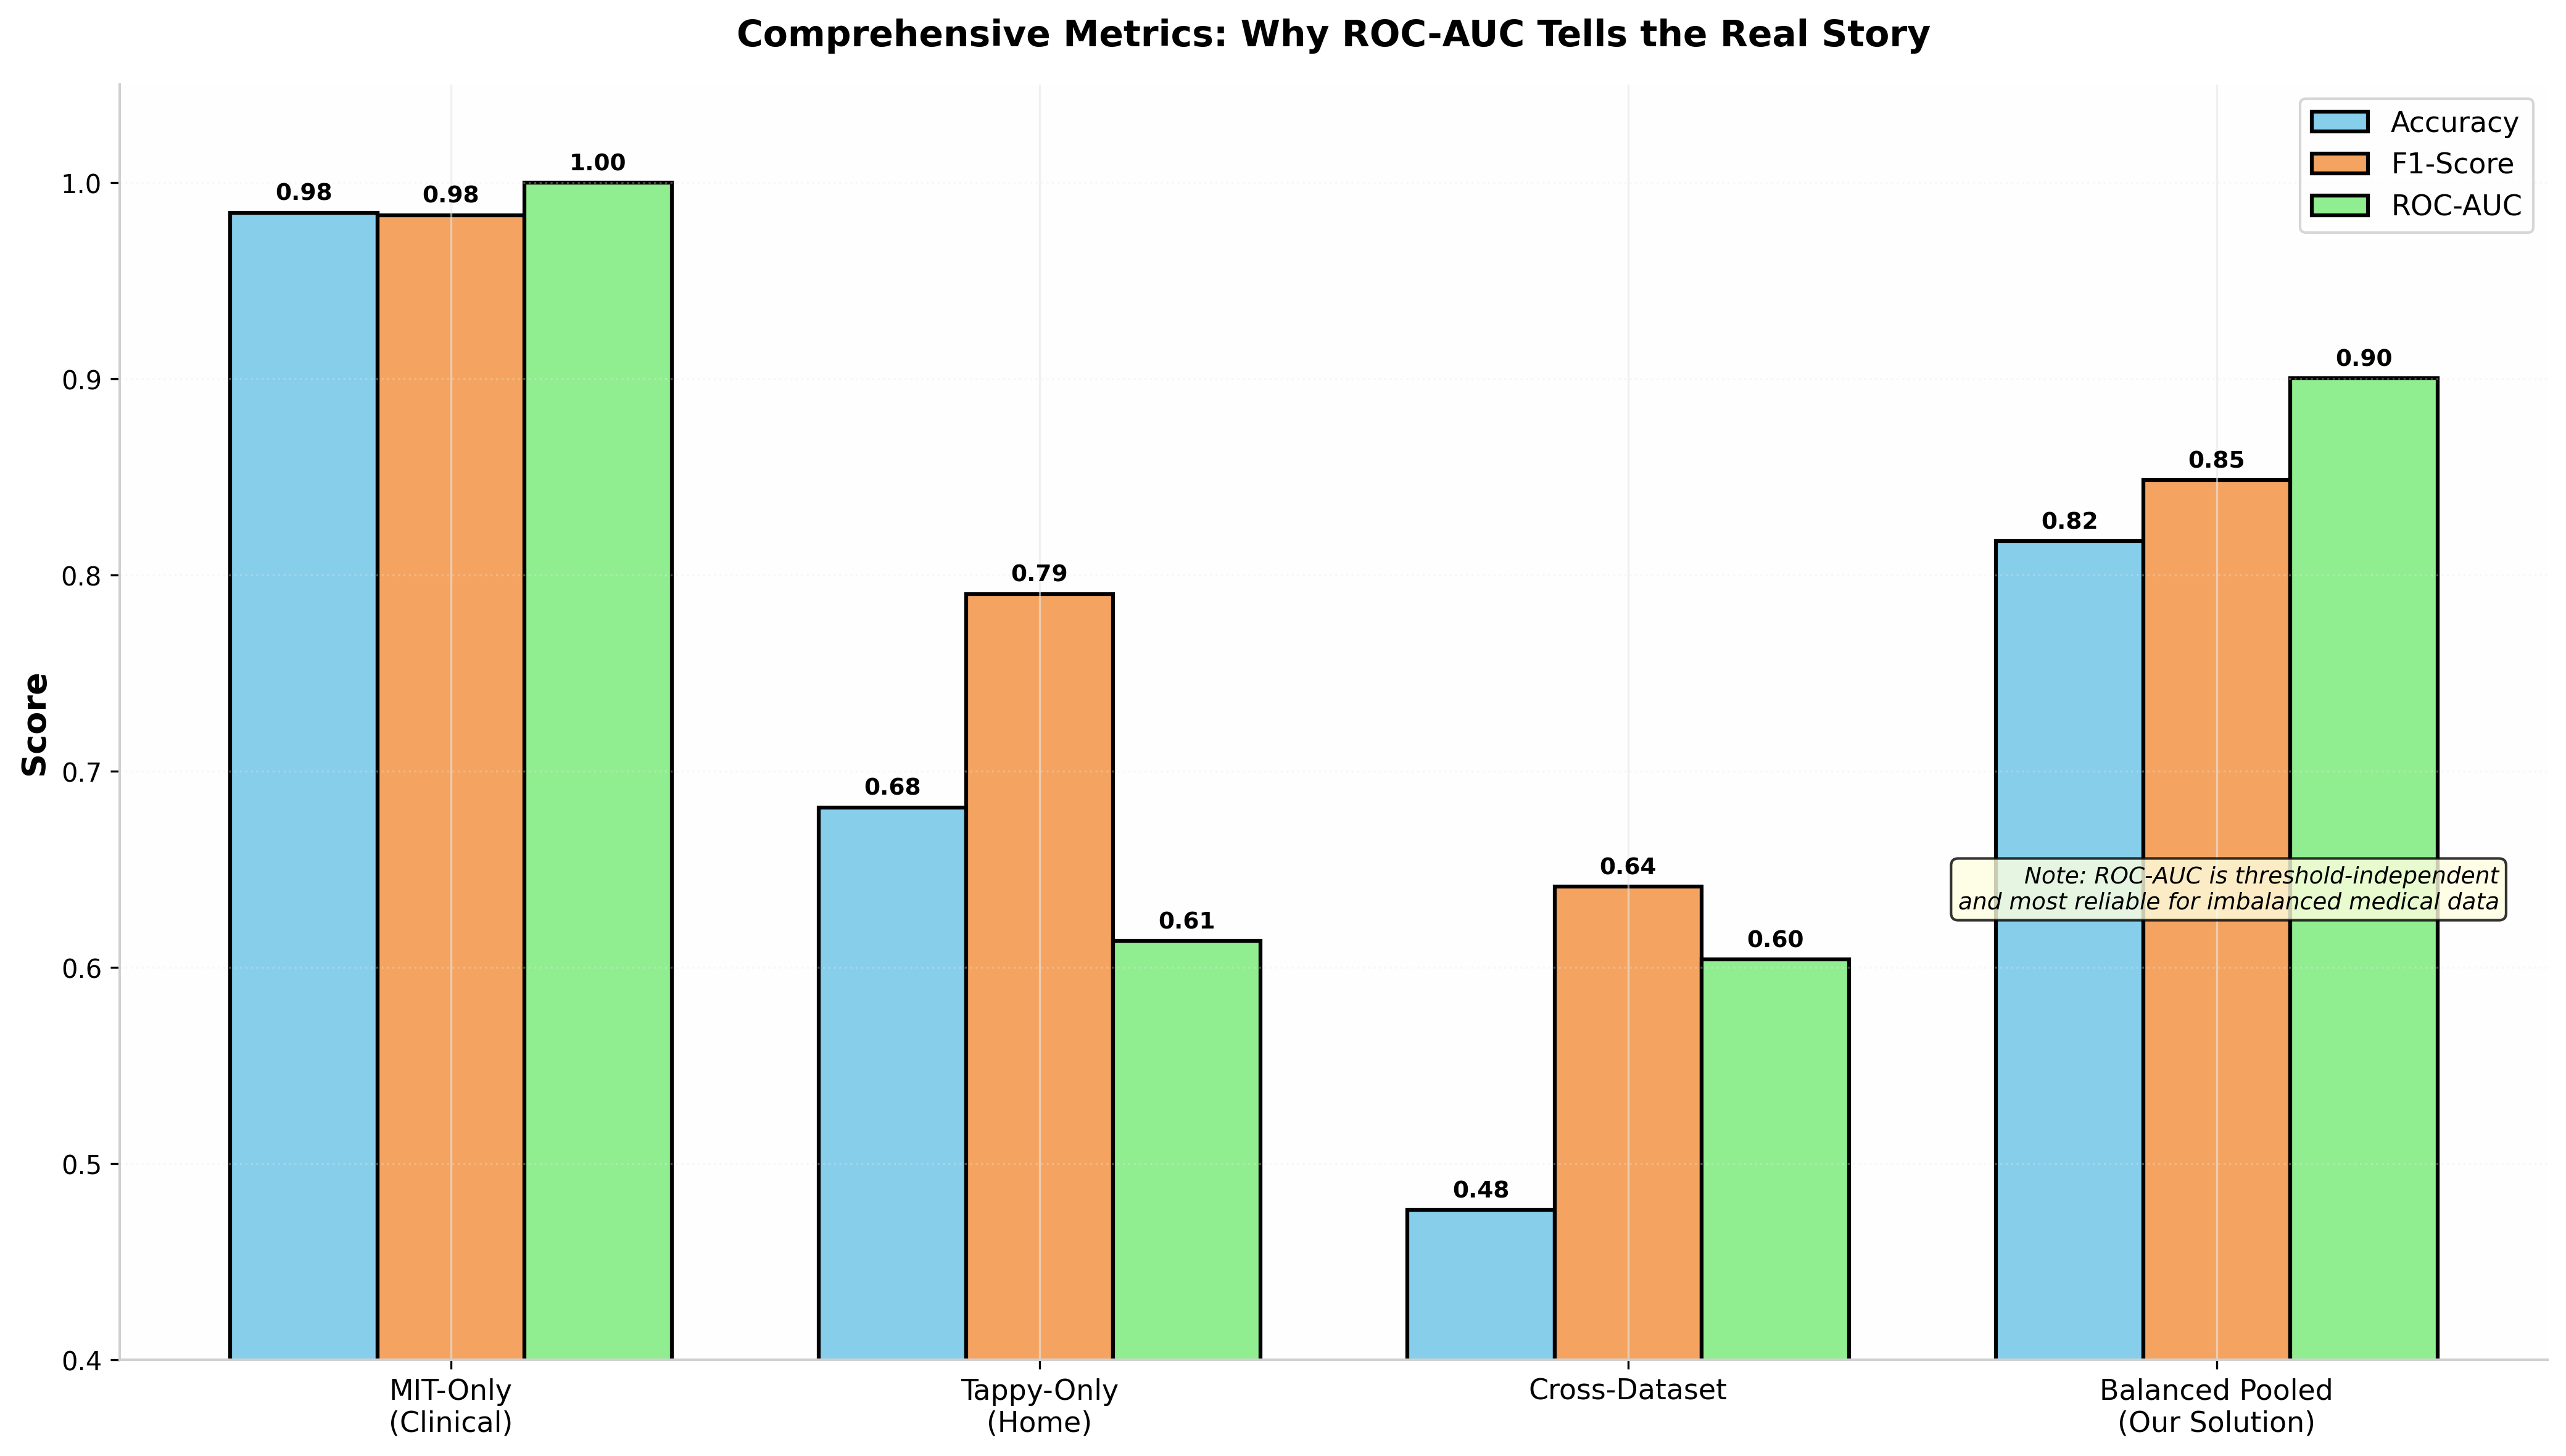 Comprehensive Metrics: Why ROC-AUC Tells the Real Story
Accuracy
F1-Score
ROC-AUC
Score
1.0
0.9
0.8
0.7
0.6
0.5
0.4
0.98
0.98
1.00
0.68
0.79
0.61
0.48
0.64
0.60
0.82
0.85
0.90
Note: ROC-AUC is threshold-independent
and most reliable for imbalanced medical data
MIT-Only
(Clinical)
Tappy-Only
(Home)
Cross-Dataset
Balanced Pooled
(Our Solution)